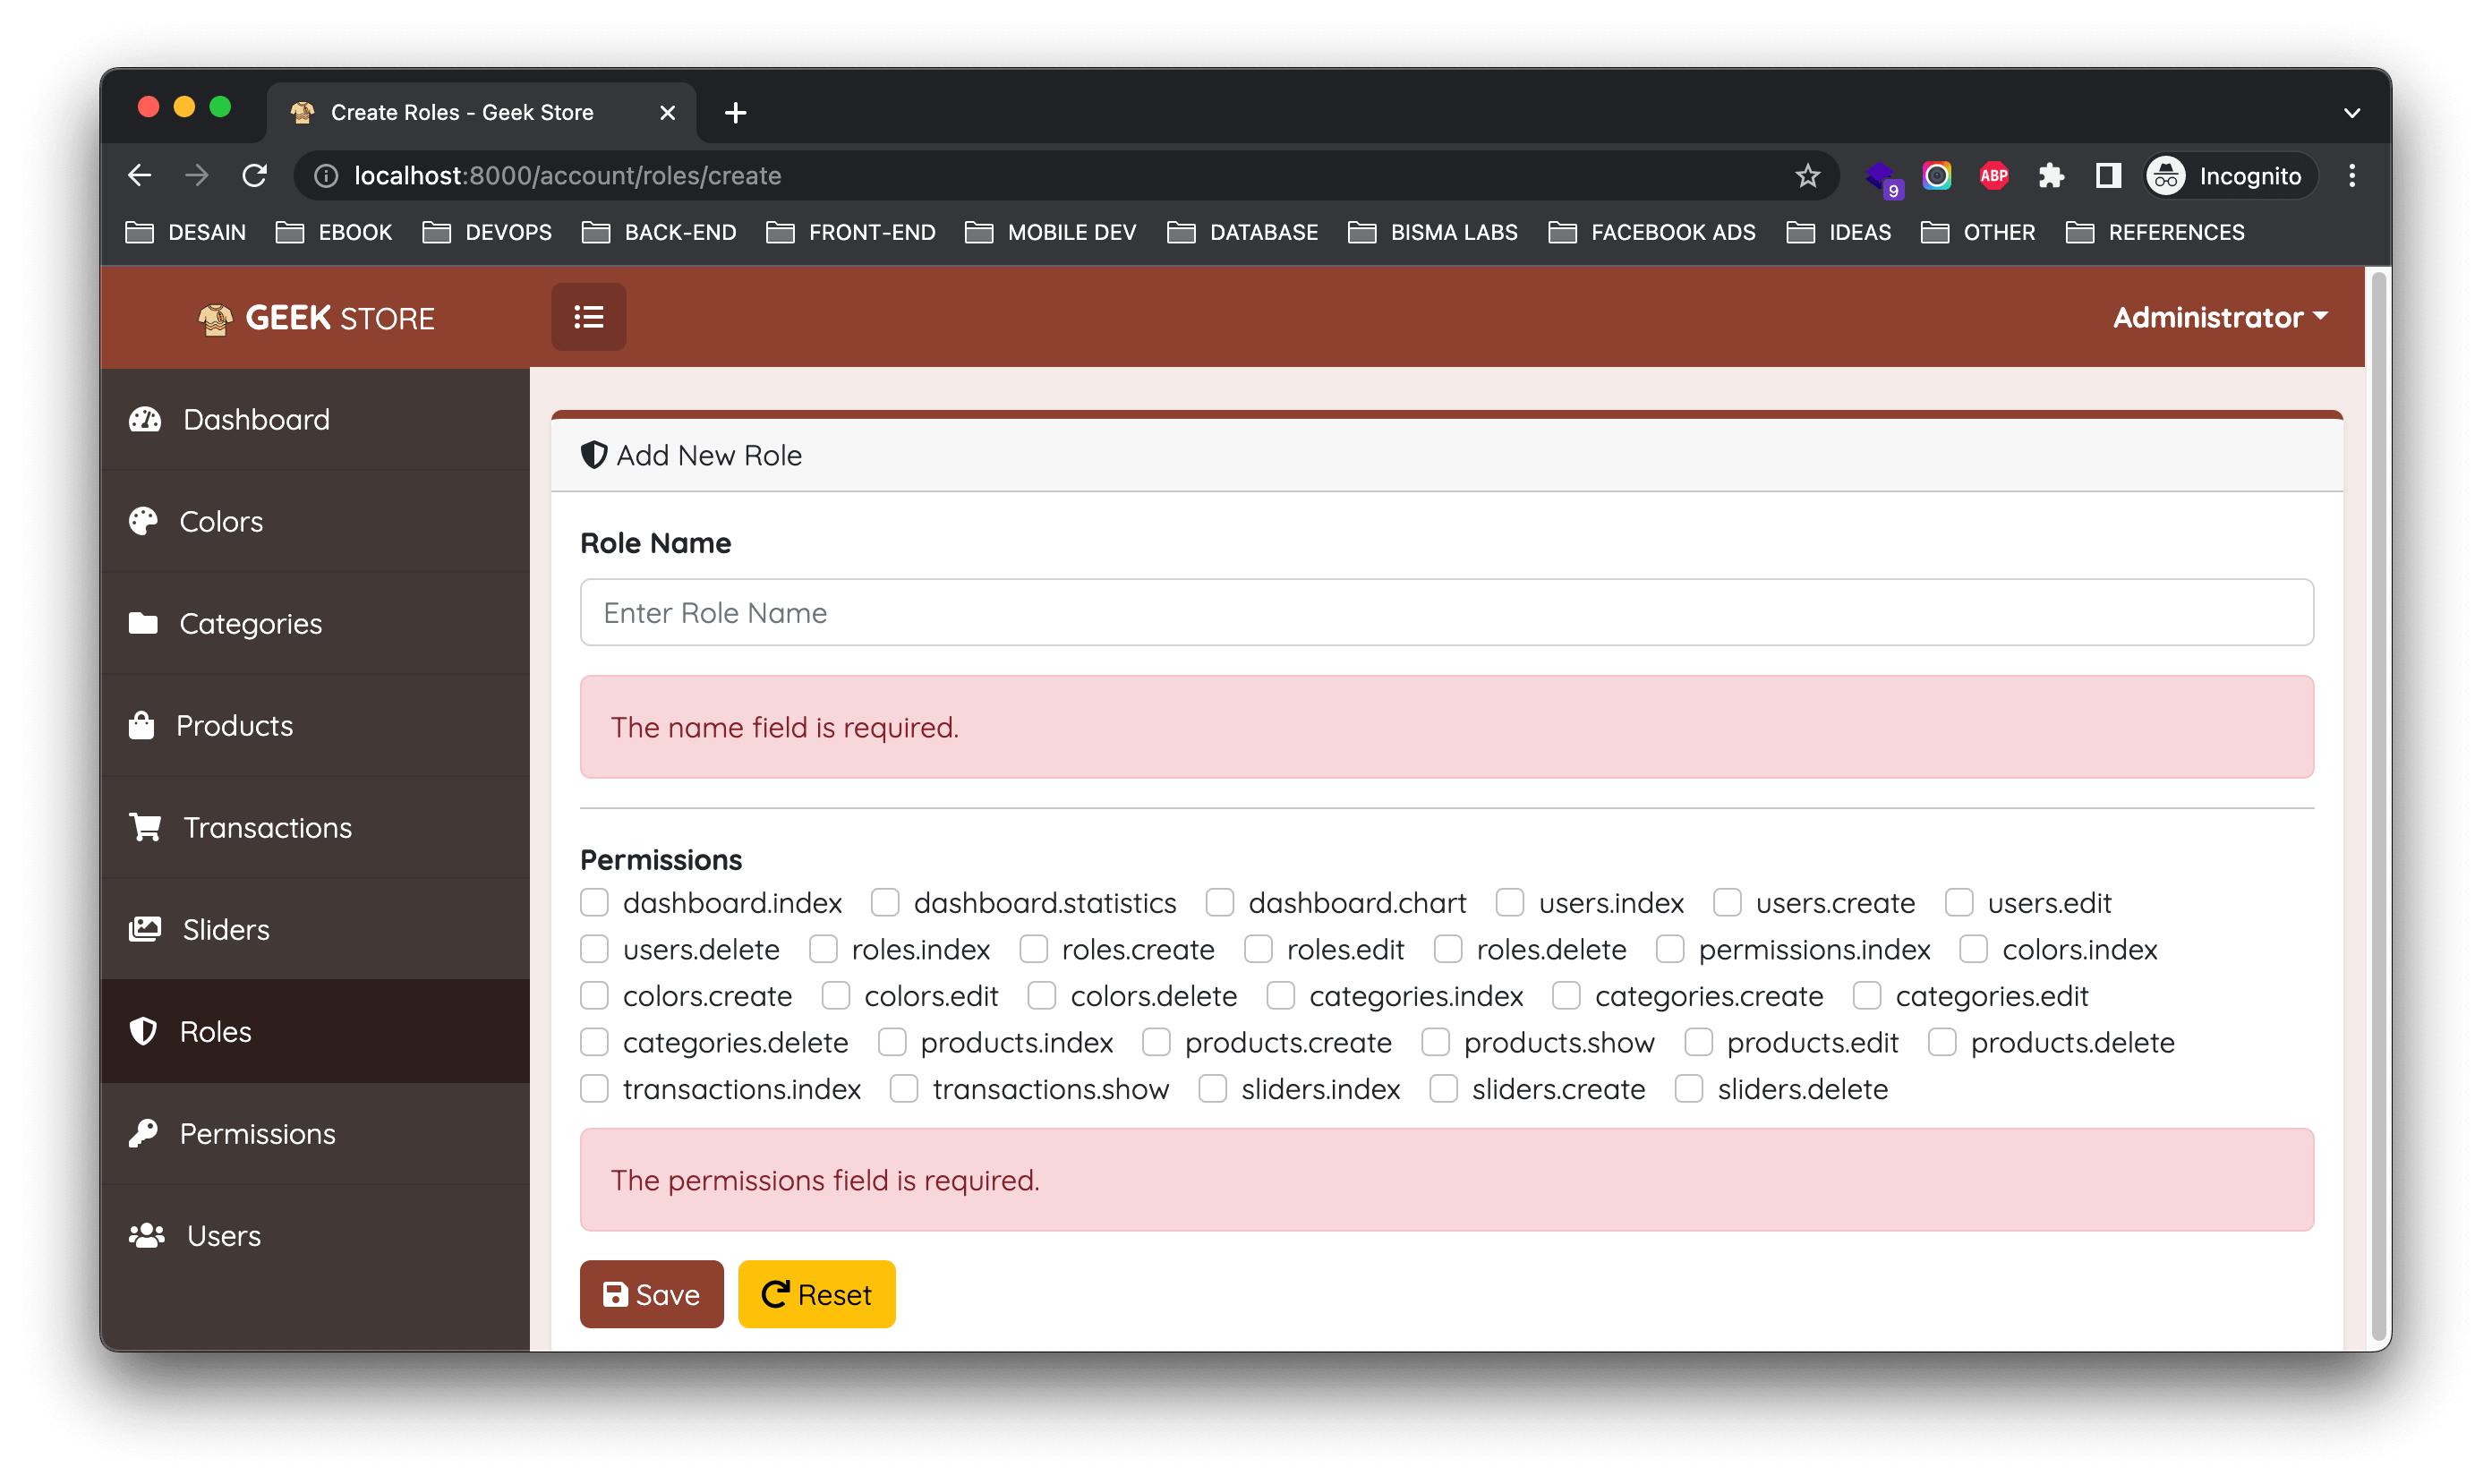 Create Roles - Geek Store
localhost:8000/account/roles/create
9
ABP
Incognito
DESAIN EBOOK DEVOPS BACK-END FRONT-END MOBILE DEV DATABASE BISMA LABS FACEBOOK ADS IDEAS OTHER REFERENCES
GEEK STORE
Administrator
Dashboard
Colors
Categories
Products
Transactions
Sliders
Roles
Permissions
Users
Add New Role
Role Name
Enter Role Name
The name field is required.
Permissions
dashboard.index dashboard.statistics dashboard.chart users.index users.create users.edit
users.delete roles.index roles.create roles.edit roles.delete permissions.index colors.index
colors.create colors.edit colors.delete categories.index categories.create categories.edit
categories.delete products.index products.create products.show products.edit products.delete
transactions.index transactions.show sliders.index sliders.create sliders.delete
The permissions field is required.
Save Reset